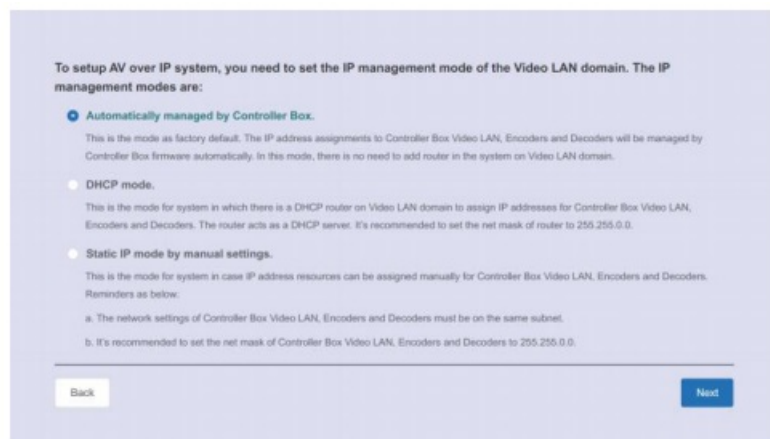 To setup AV over IP system, you need to set the IP management mode of the Video LAN domain. The IP
management modes are:
Automatically managed by Controller Box.
This is the mode as factory default. The IP address assignments to Controller Box Video LAN, Encoders and Decoders will be managed by
Controller Box firmware automatically. In this mode, there is no need to add router in the system on Video LAN domain.
DHCP mode.
This is the mode for system in which there is a DHCP router on Video LAN domain to assign IP addresses for Controller Box Video LAN,
Encoders and Decoders. The router acts as a DHCP server. It's recommended to set the net mask of router to 255.255.0.0.
Static IP mode by manual settings.
This is the mode for system in case IP address resources can be assigned manually for Controller Box Video LAN, Encoders and Decoders.
Reminders as below:
a. The network settings of Controller Box Video LAN, Encoders and Decoders must be on the same subnet.
b. It's recommended to set the net mask of Controller Box Video LAN, Encoders and Decoders to 255.255.0.0.
Back
Next